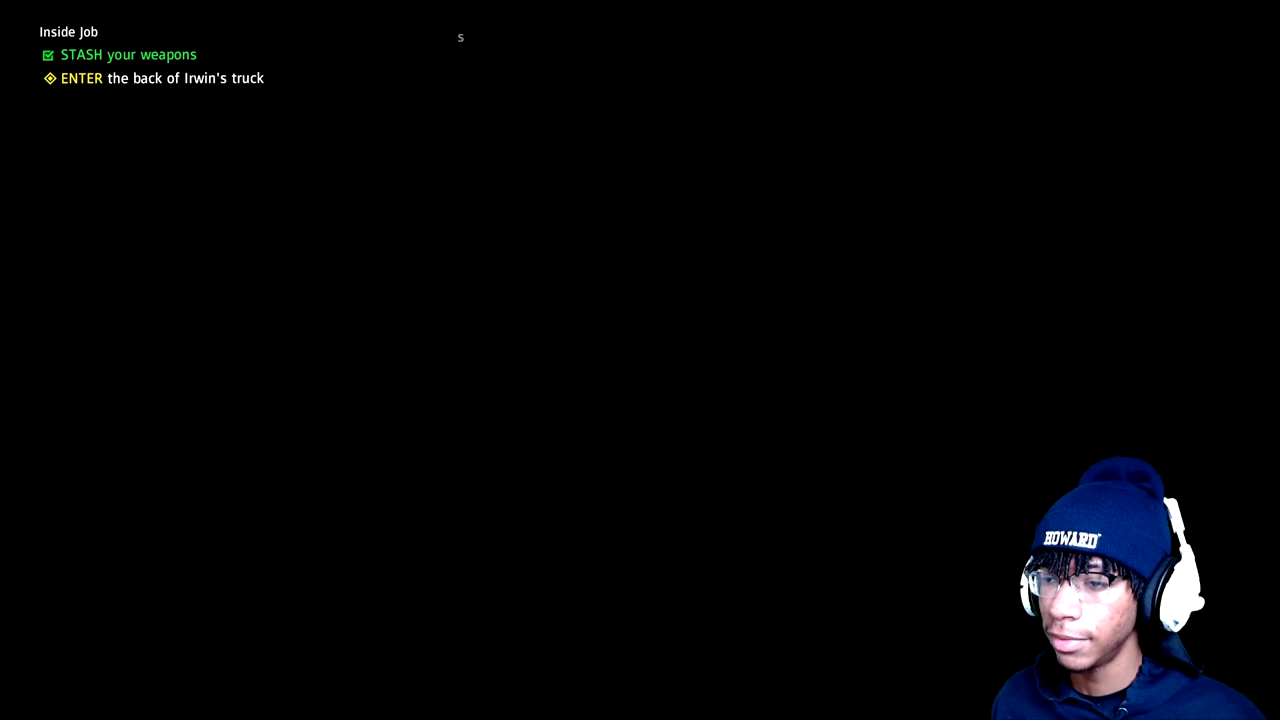 Inside Job
s
STASH your weapons
ENTER the back of Irwin's truck
HOWARD